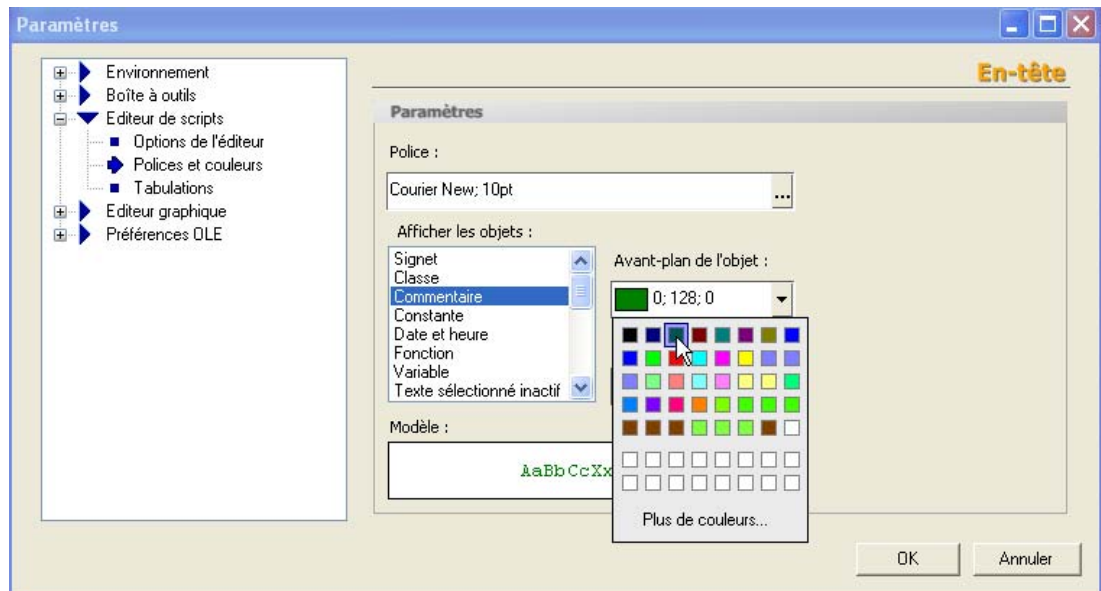 Paramètres
Environnement
Boîte à outils
Editeur de scripts
Options de l'éditeur
Polices et couleurs
Tabulations
Editeur graphique
Préférences OLE
En-tête
Paramètres
Police :
Courier New; 10pt
...
Afficher les objets :
Signet
Classe
Commentaire
Constante
Date et heure
Fonction
Variable
Texte sélectionné inactif
Avant-plan de l'objet :
0; 128; 0
Modèle :
AaBbCcXx
Plus de couleurs...
OK
Annuler